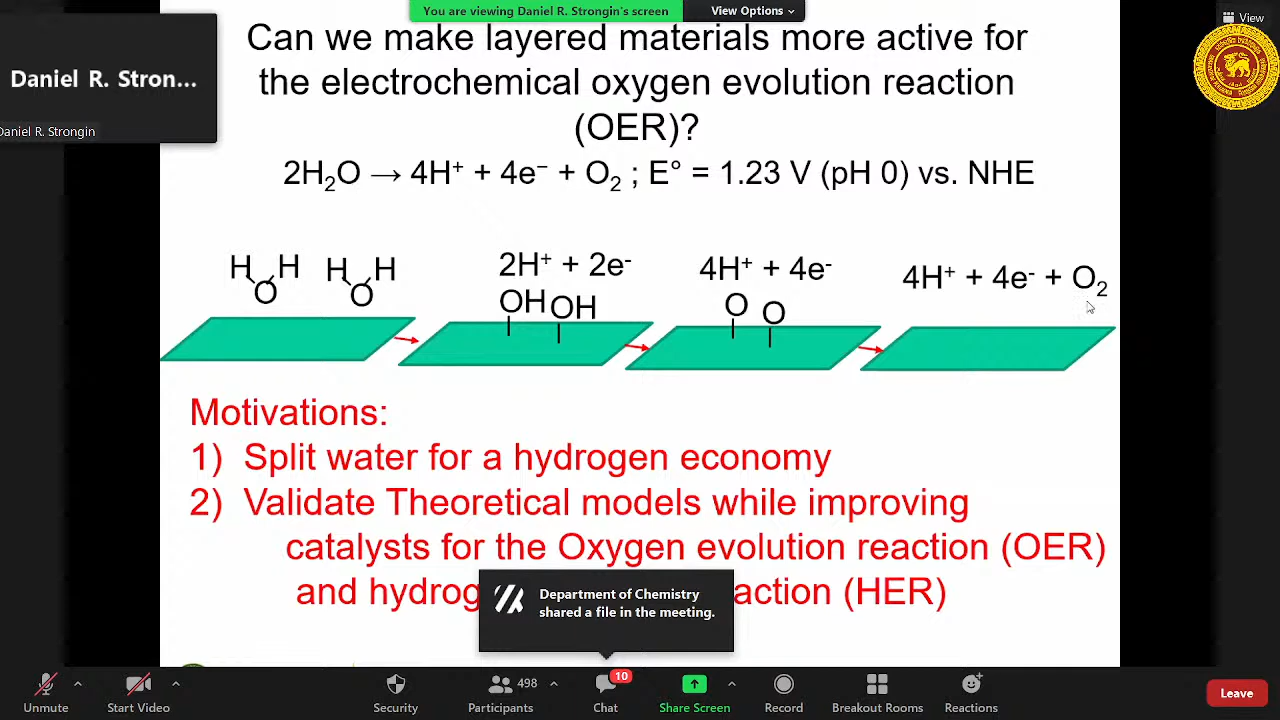 You are viewing Daniel R. Strongin's screen
View Options
View
Daniel R. Stron...
Daniel R. Strongin
Can we make layered materials more active for
the electrochemical oxygen evolution reaction
(OER)?
2H₂O → 4H⁺ + 4e⁻ + O₂ ; E° = 1.23 V (pH 0) vs. NHE
H H H H
O O
2H⁺ + 2e⁻
OH OH
4H⁺ + 4e⁻
O O
4H⁺ + 4e⁻ + O₂
Motivations:
1) Split water for a hydrogen economy
2) Validate Theoretical models while improving
catalysts for the Oxygen evolution reaction (OER)
and hydrog action (HER)
Department of Chemistry
shared a file in the meeting.
Unmute
Start Video
Security
498
Participants
10
Chat
Share Screen
Record
Breakout Rooms
Reactions
Leave